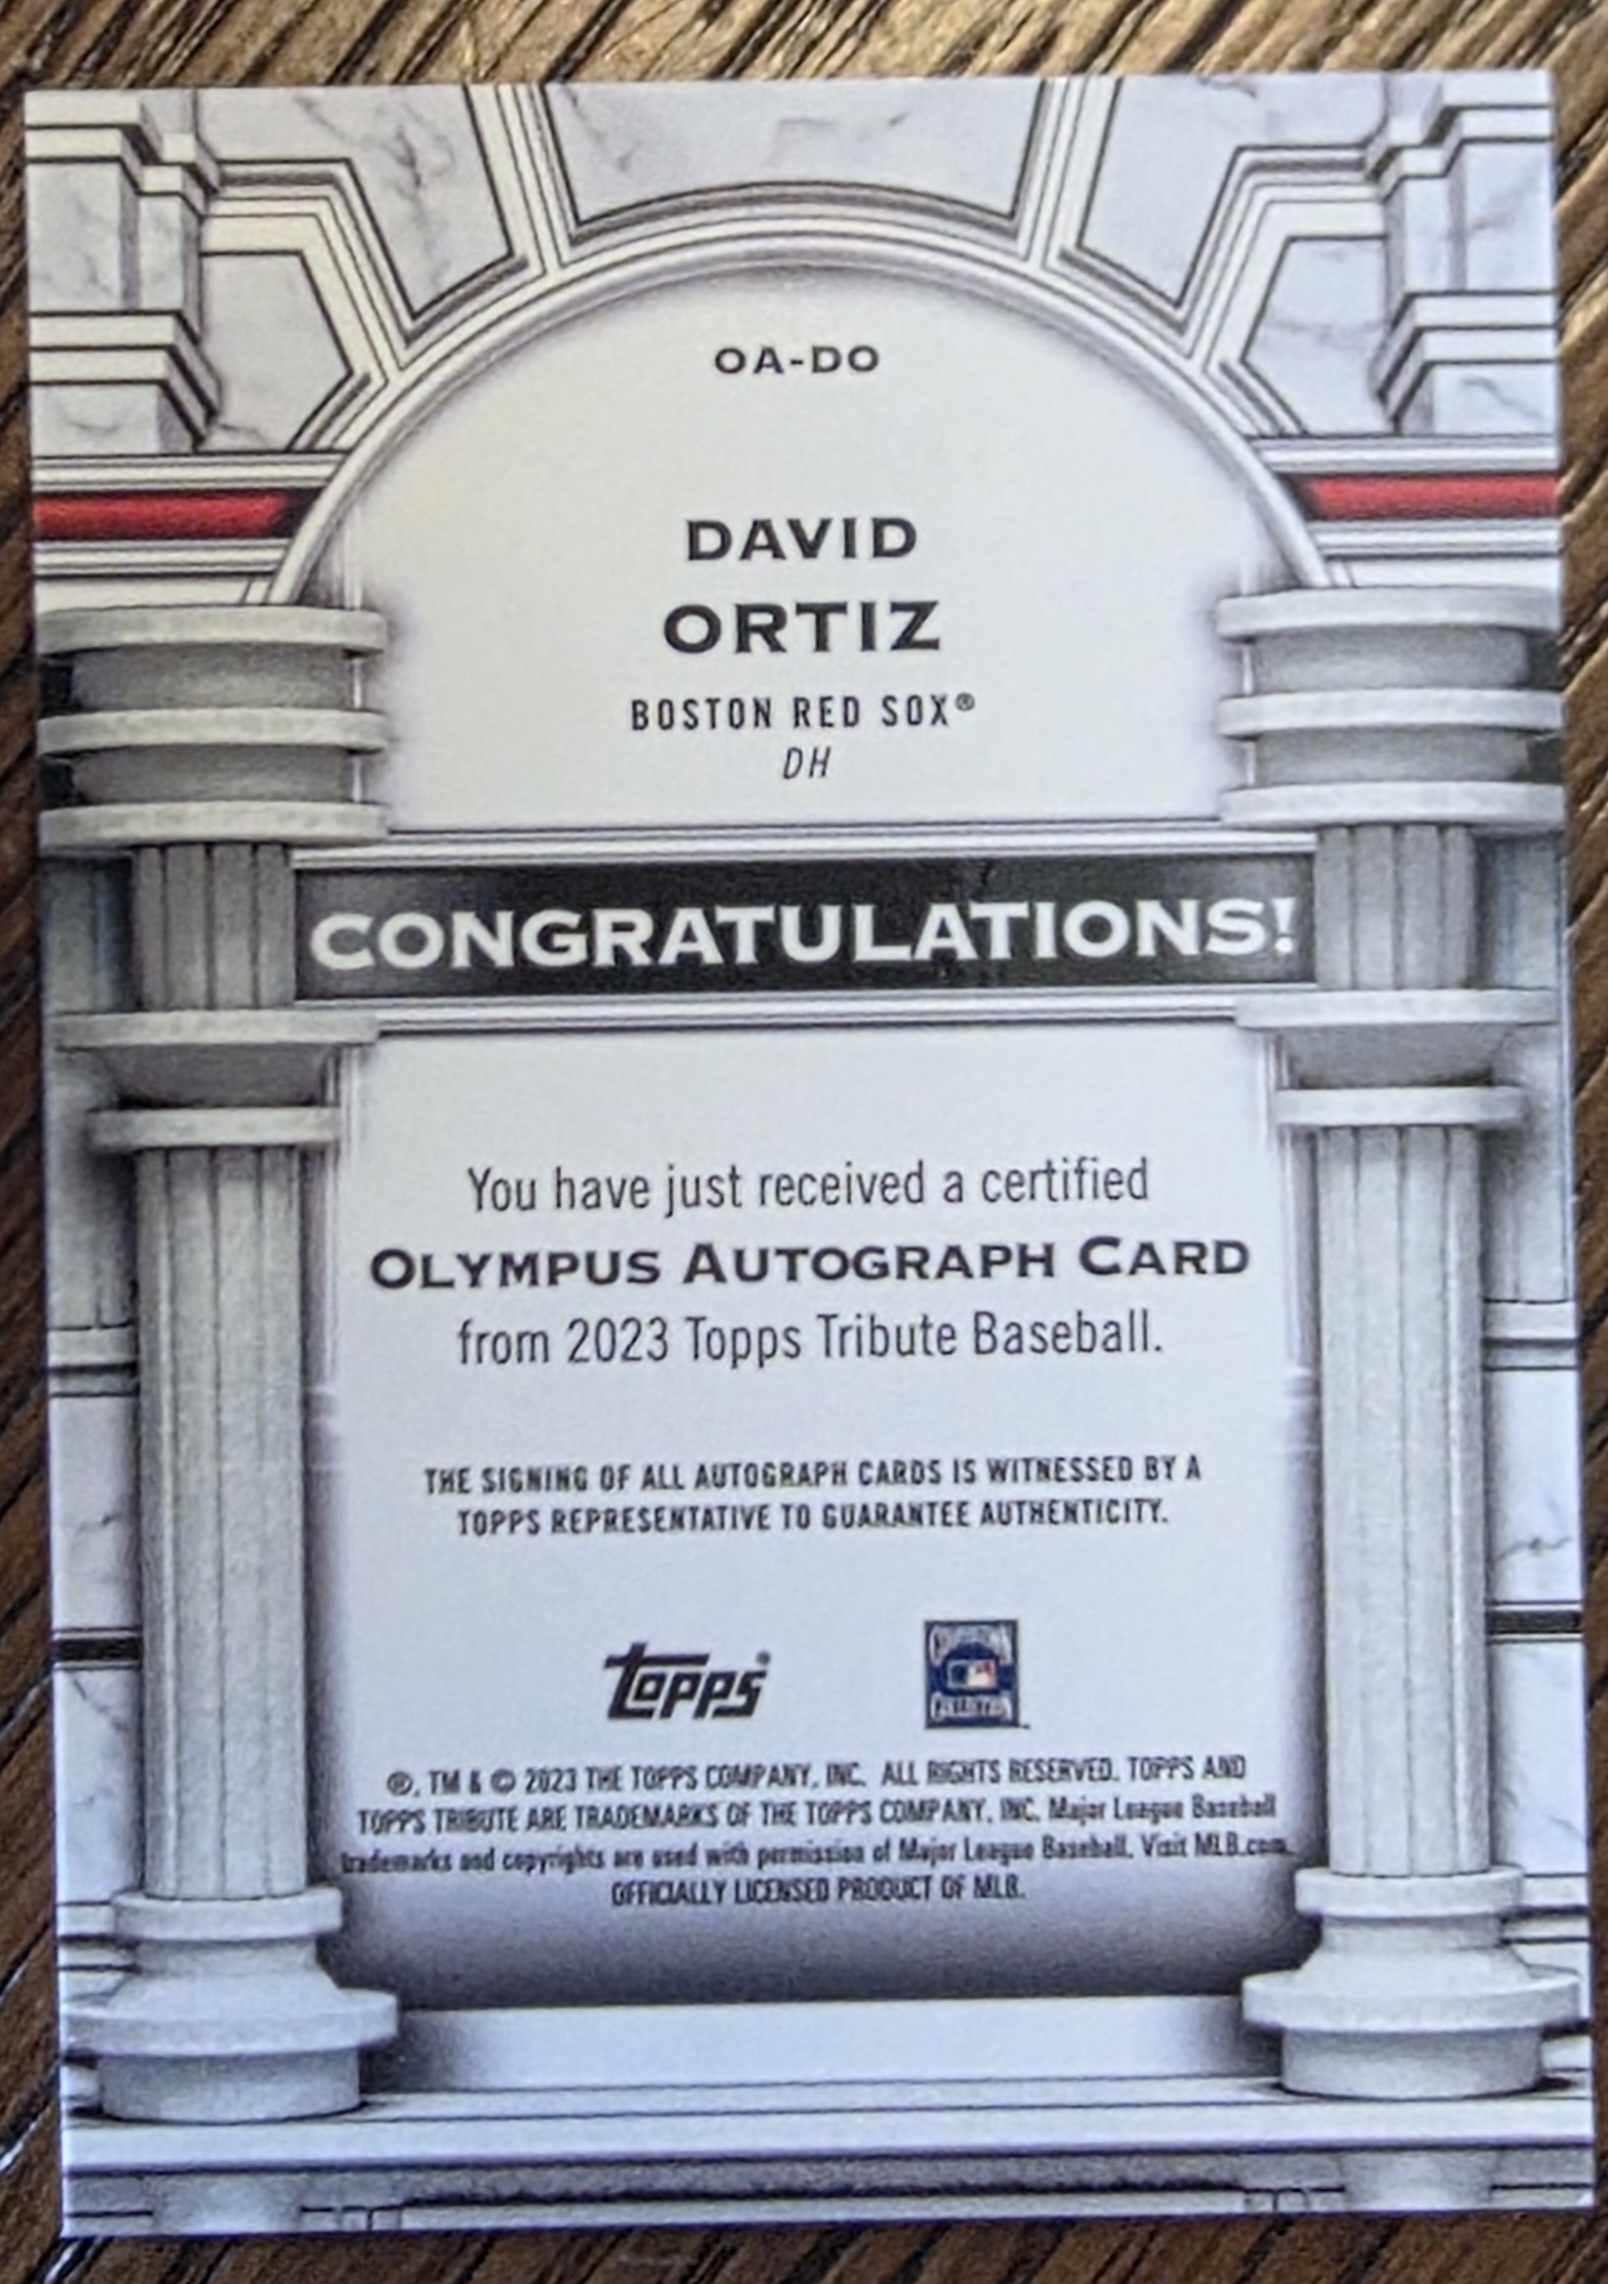 OA-DO
DAVID
ORTIZ
BOSTON RED SOX®
DH
CONGRATULATIONS!
You have just received a certified
OLYMPUS AUTOGRAPH CARD
from 2023 Topps Tribute Baseball.
THE SIGNING OF ALL AUTOGRAPH CARDS IS WITNESSED BY A
TOPPS REPRESENTATIVE TO GUARANTEE AUTHENTICITY.
topps®
COLLECTION
®, TM & © 2023 THE TOPPS COMPANY, INC. ALL RIGHTS RESERVED. TOPPS AND
TOPPS TRIBUTE ARE TRADEMARKS OF THE TOPPS COMPANY, INC. Major League Baseball
trademarks and copyrights are used with permission of Major League Baseball. Visit MLB.com.
OFFICIALLY LICENSED PRODUCT OF MLB.